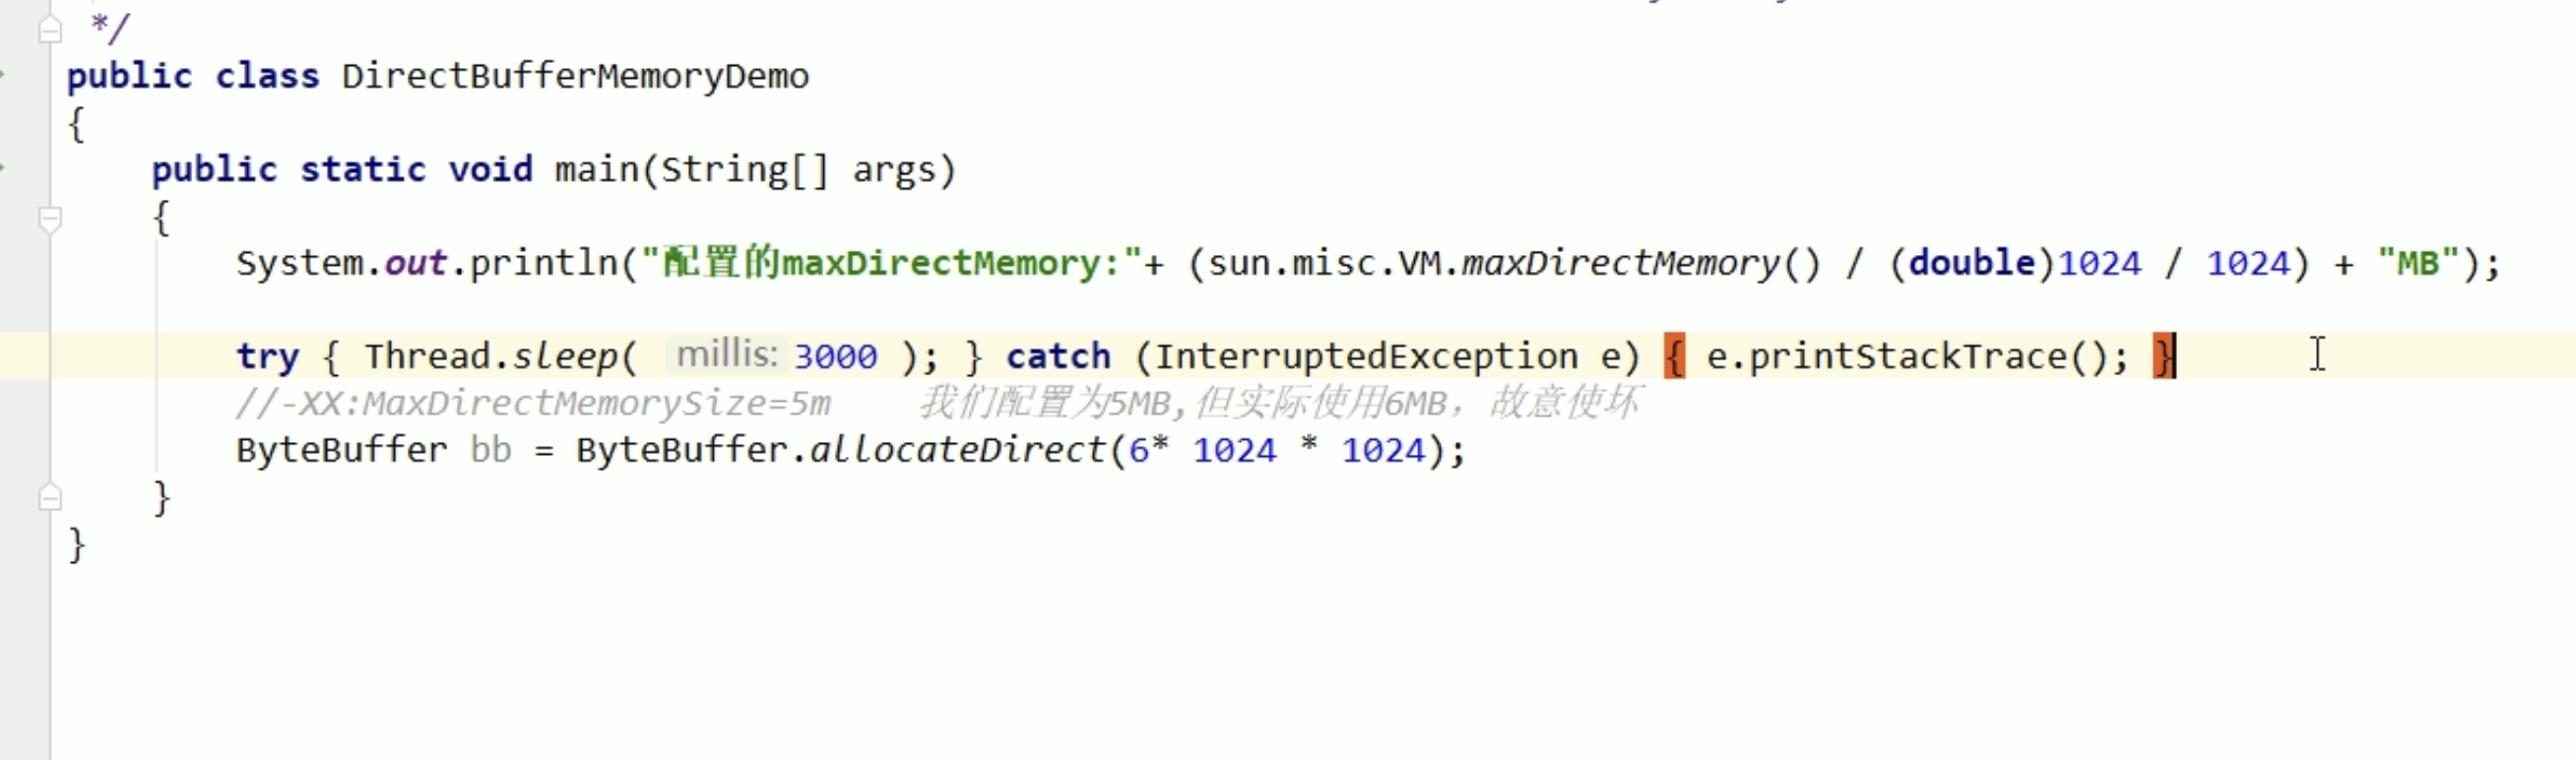 */
public class DirectBufferMemoryDemo
{
public static void main(String[] args)
{
System.out.println("配置的maxDirectMemory:"+ (sun.misc.VM.maxDirectMemory() / (double)1024 / 1024) + "MB");
try { Thread.sleep( millis: 3000 ); } catch (InterruptedException e) { e.printStackTrace(); }
//-XX:MaxDirectMemorySize=5m 我们配置为5MB,但实际使用6MB，故意使坏
ByteBuffer bb = ByteBuffer.allocateDirect(6* 1024 * 1024);
}
}